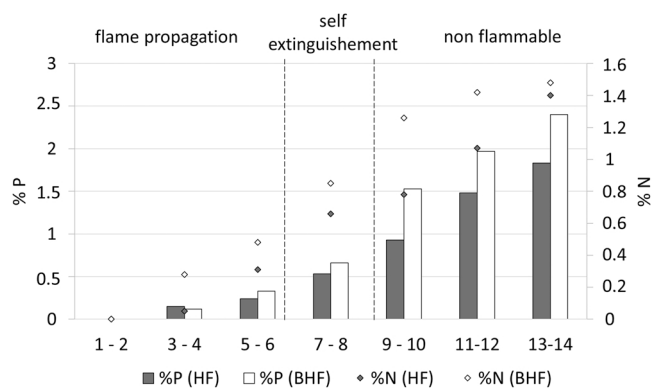 self
flame propagation extinguishement non flammable
3 1.6
2.5 1.4
2 1.2
1.5 1
1 0.8
0.5 0.6
0 0.4
0.2
0
% P
% N
1 - 2 3 - 4 5 - 6 7 - 8 9 - 10 11-12 13-14
%P (HF) %P (BHF) %N (HF) %N (BHF)